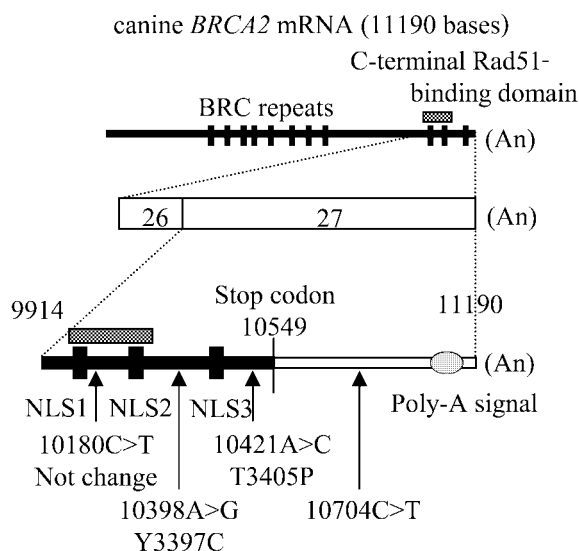 canine BRCA2 mRNA (11190 bases)
C-terminal Rad51-
binding domain
BRC repeats
(An)
26
27
(An)
9914
Stop codon
10549
11190
(An)
NLS1
NLS2
NLS3
Poly-A signal
10180C>T
Not change
10421A>C
T3405P
10398A>G
Y3397C
10704C>T